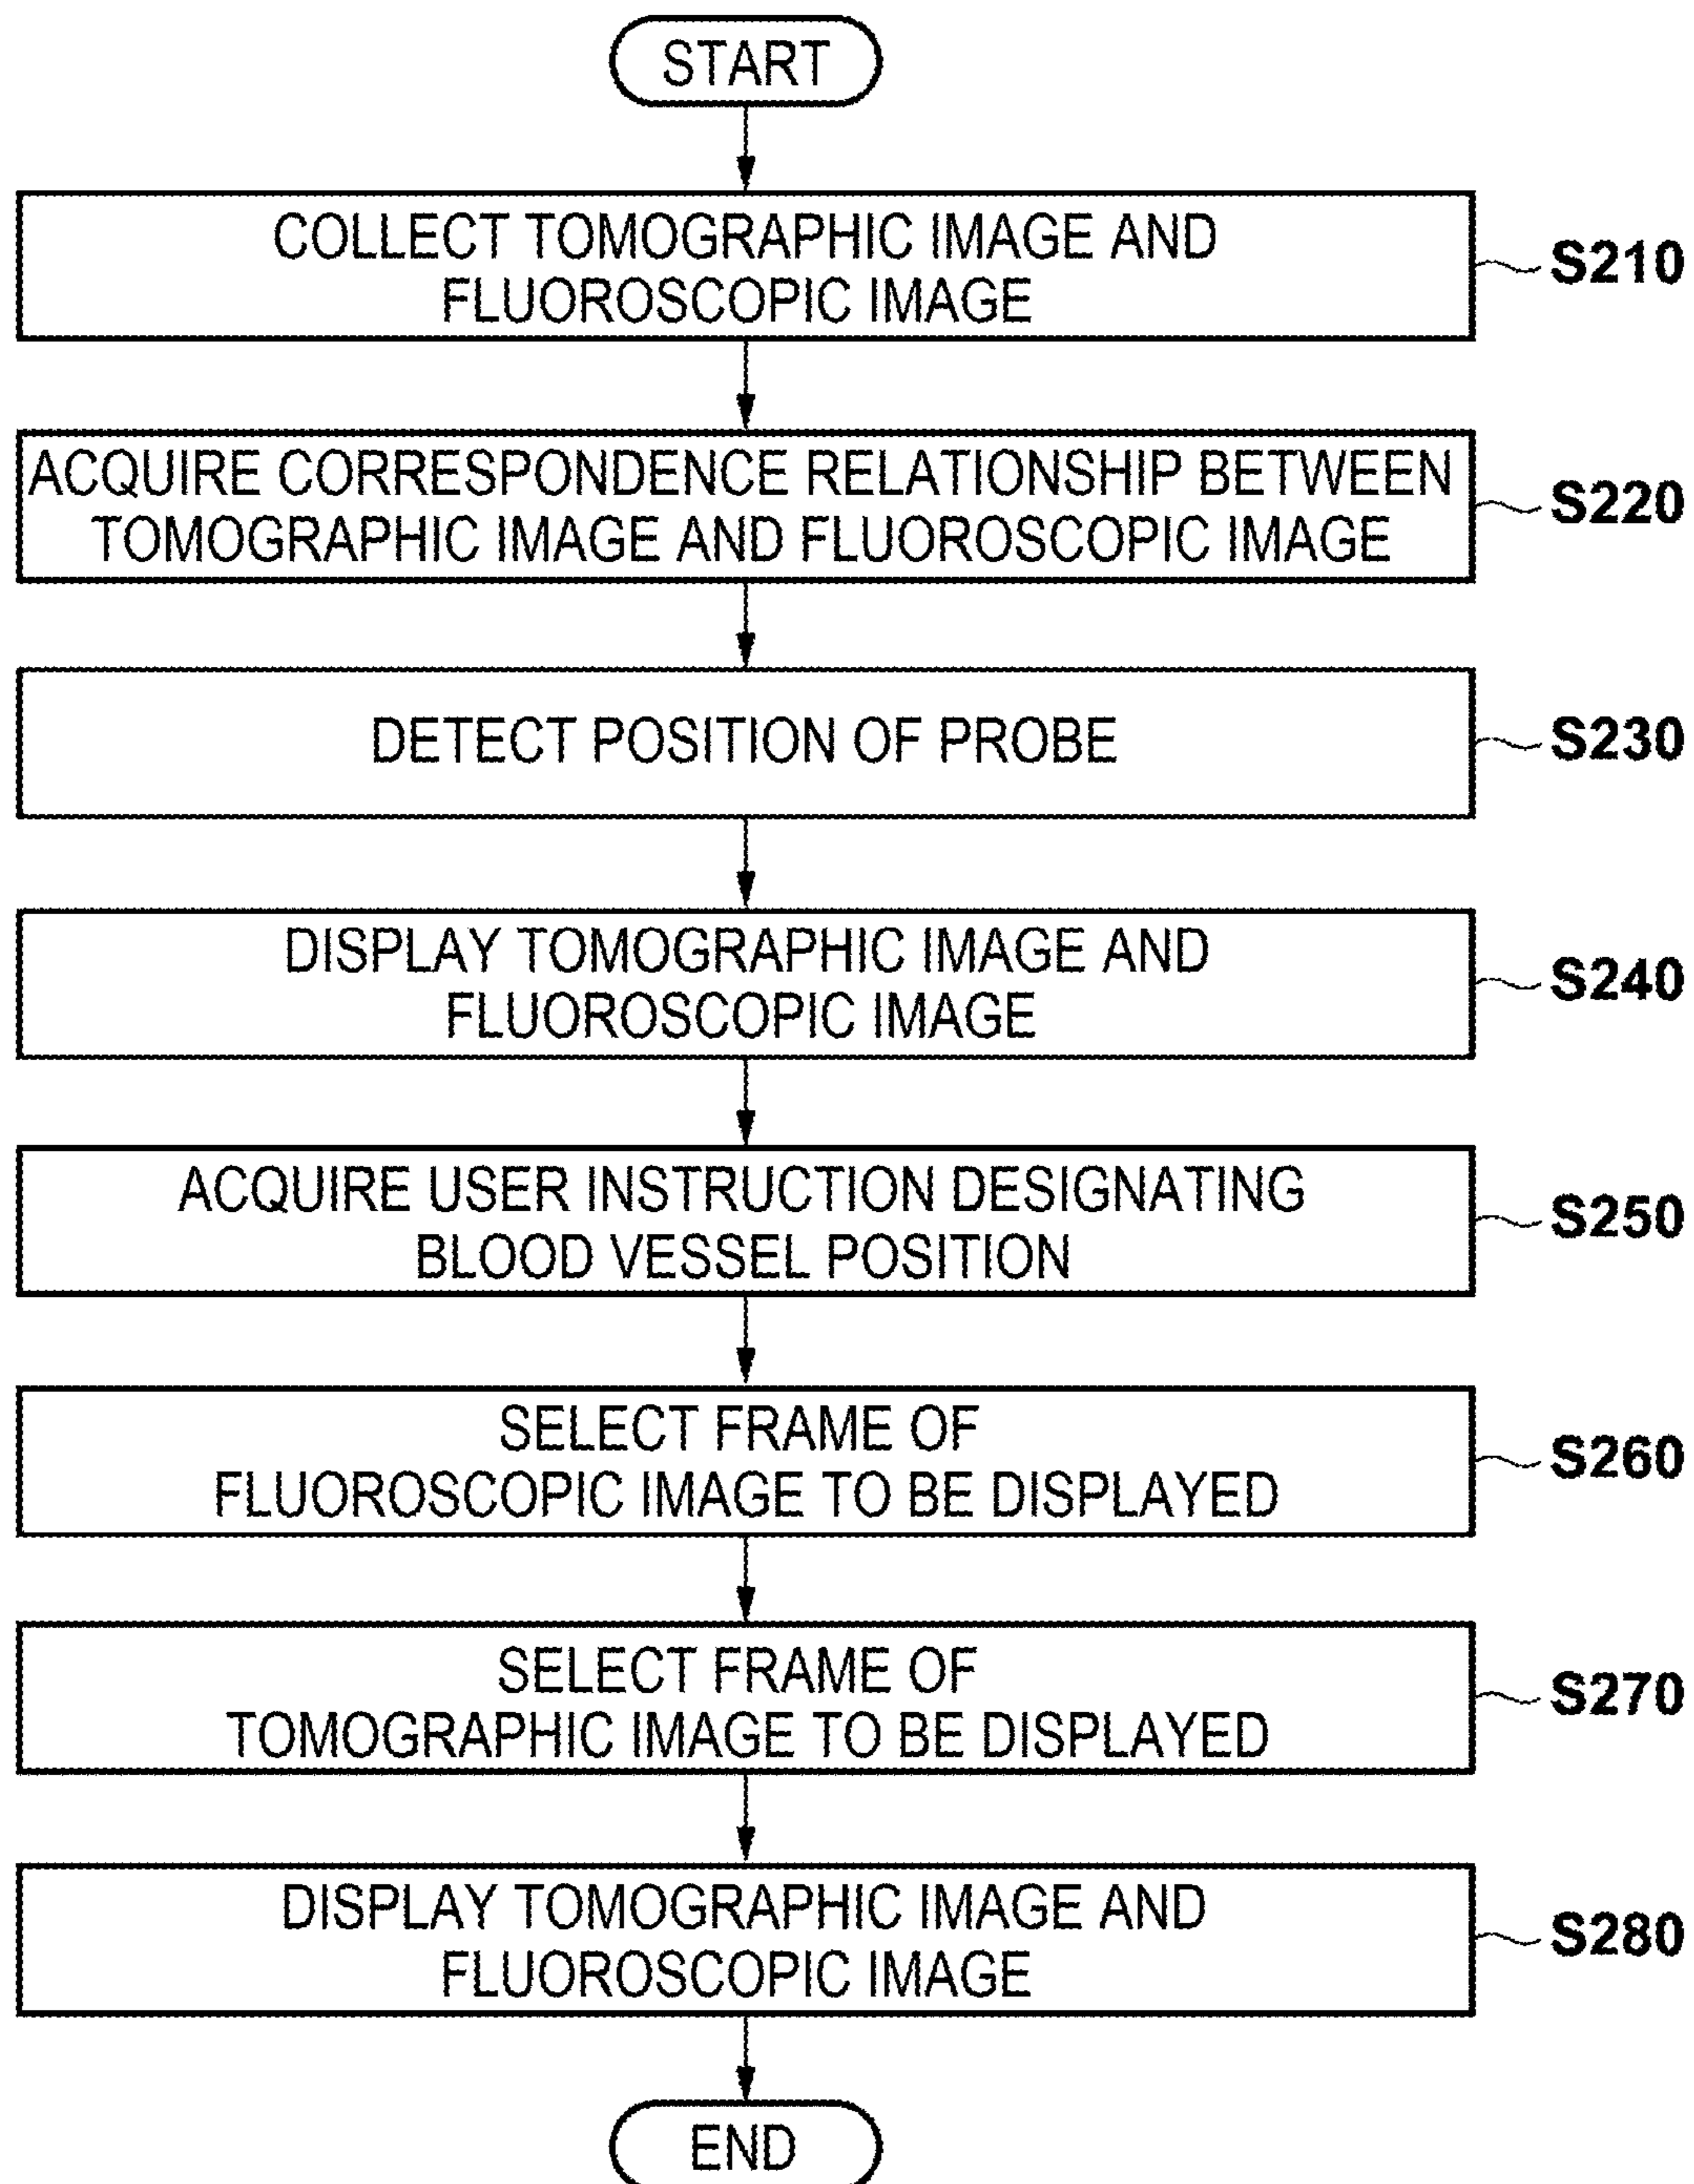 START
COLLECT TOMOGRAPHIC IMAGE AND
FLUOROSCOPIC IMAGE
S210
ACQUIRE CORRESPONDENCE RELATIONSHIP BETWEEN
TOMOGRAPHIC IMAGE AND FLUOROSCOPIC IMAGE
S220
DETECT POSITION OF PROBE
S230
DISPLAY TOMOGRAPHIC IMAGE AND
FLUOROSCOPIC IMAGE
S240
ACQUIRE USER INSTRUCTION DESIGNATING
BLOOD VESSEL POSITION
S250
SELECT FRAME OF
FLUOROSCOPIC IMAGE TO BE DISPLAYED
S260
SELECT FRAME OF
TOMOGRAPHIC IMAGE TO BE DISPLAYED
S270
DISPLAY TOMOGRAPHIC IMAGE AND
FLUOROSCOPIC IMAGE
S280
END